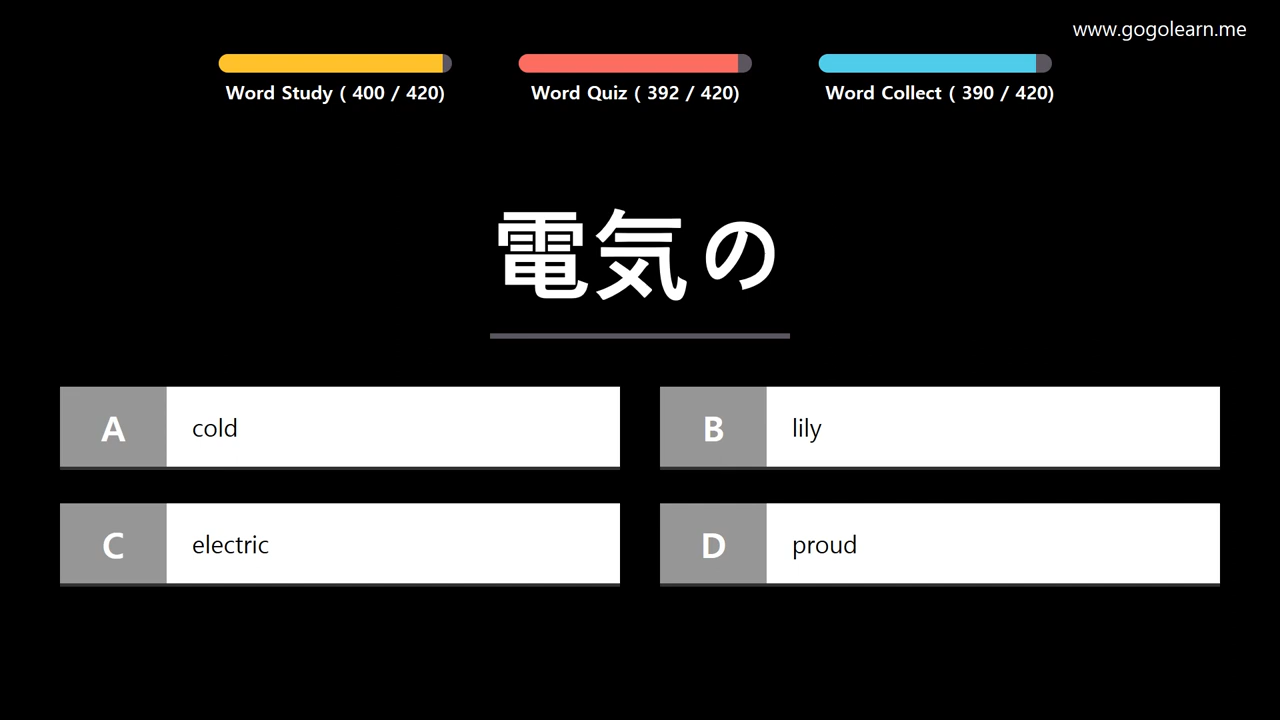 www.gogolearn.me
Word Study ( 400 / 420)
Word Quiz ( 392 / 420)
Word Collect ( 390 / 420)
電気の
A cold
B lily
C electric
D proud